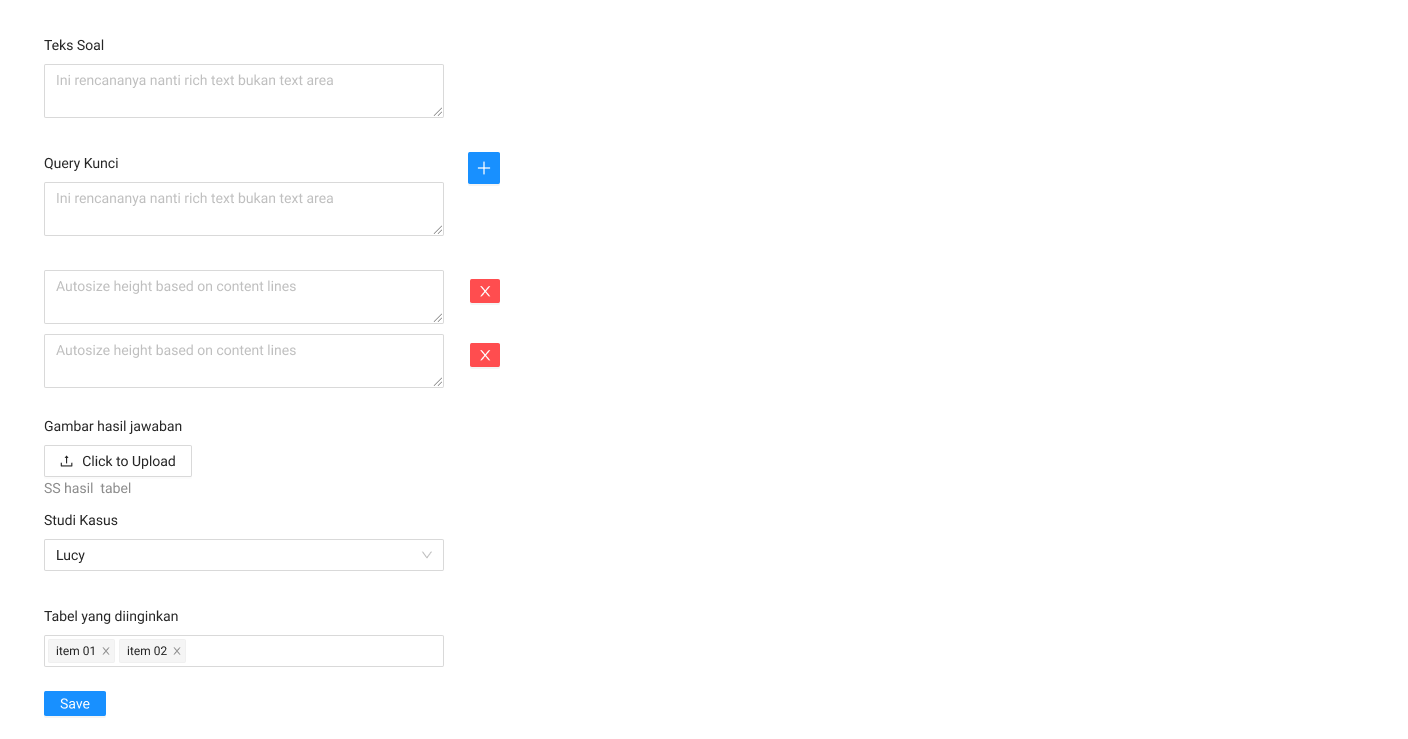 Teks Soal
Ini rencananya nanti rich text bukan text area
Query Kunci
Ini rencananya nanti rich text bukan text area
Autosize height based on content lines
Autosize height based on content lines
Gambar hasil jawaban
Click to Upload
SS hasil  tabel
Studi Kasus
Lucy
Tabel yang diinginkan
item 01 item 02
Save